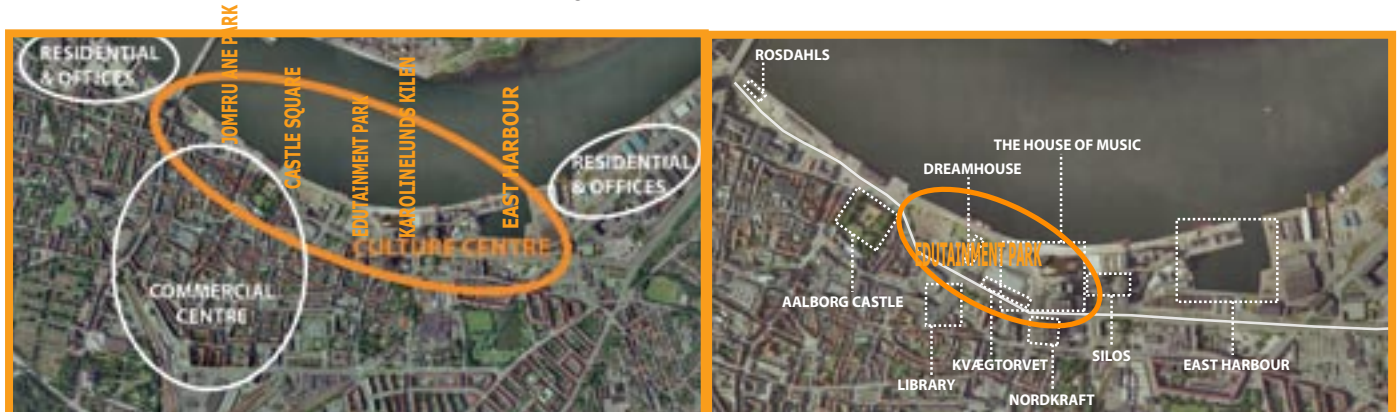 RESIDENTIAL
& OFFICES
JOMFRU ANE PARK
CASTLE SQUARE
EDUTAINMENT PARK
KAROLINELUNDS KILEN
EAST HARBOUR
RESIDENTIAL
& OFFICES
CULTURE CENTRE
COMMERCIAL
CENTRE
ROSDAHLS
THE HOUSE OF MUSIC
DREAMHOUSE
EDUTAINMENT PARK
AALBORG CASTLE
KVÆGTORVET
SILOS
EAST HARBOUR
LIBRARY
NORDKRAFT